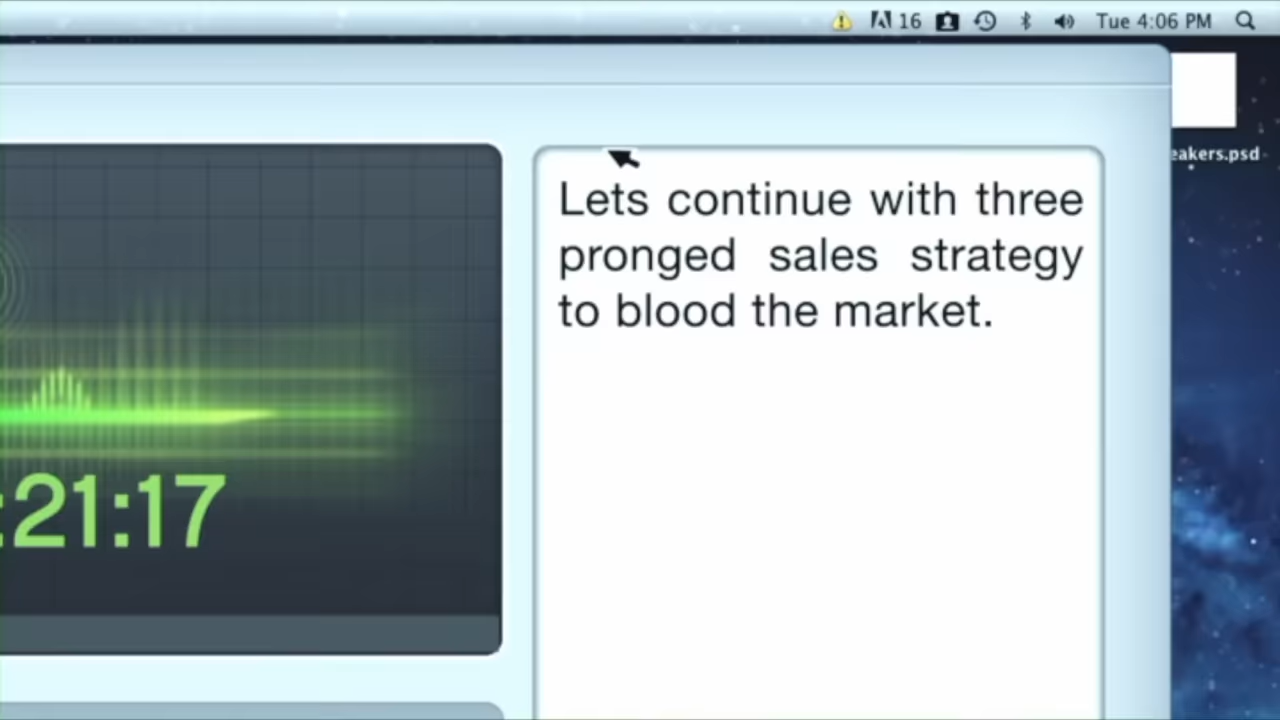 16 Tue 4:06 PM
eakers.psd
Lets continue with three
pronged sales strategy
to blood the market.
:21:17